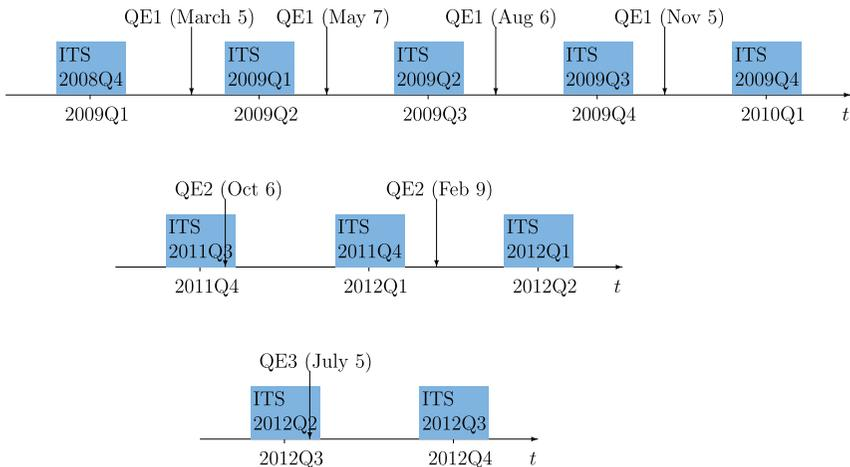 QE1 (March 5) QE1 (May 7) QE1 (Aug 6) QE1 (Nov 5)
ITS ITS ITS ITS ITS
2008Q4 2009Q1 2009Q2 2009Q3 2009Q4
2009Q1 2009Q2 2009Q3 2009Q4 2010Q1 t
QE2 (Oct 6) QE2 (Feb 9)
ITS ITS ITS
2011Q3 2011Q4 2012Q1
2011Q4 2012Q1 2012Q2 t
QE3 (July 5)
ITS ITS
2012Q2 2012Q3
2012Q3 2012Q4 t